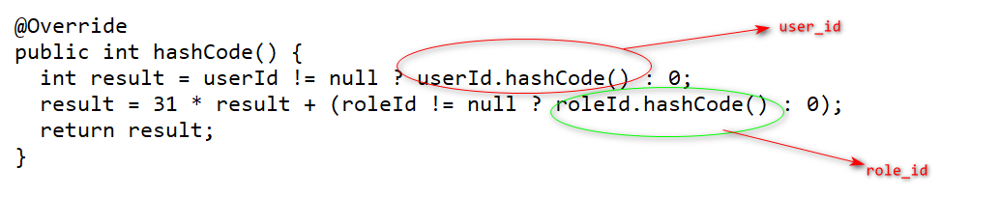 @Override
user_id
public int hashCode() {
  int result = userId != null ? userId.hashCode() : 0;
  result = 31 * result + (roleId != null ? roleId.hashCode() : 0);
  return result;
}
role_id